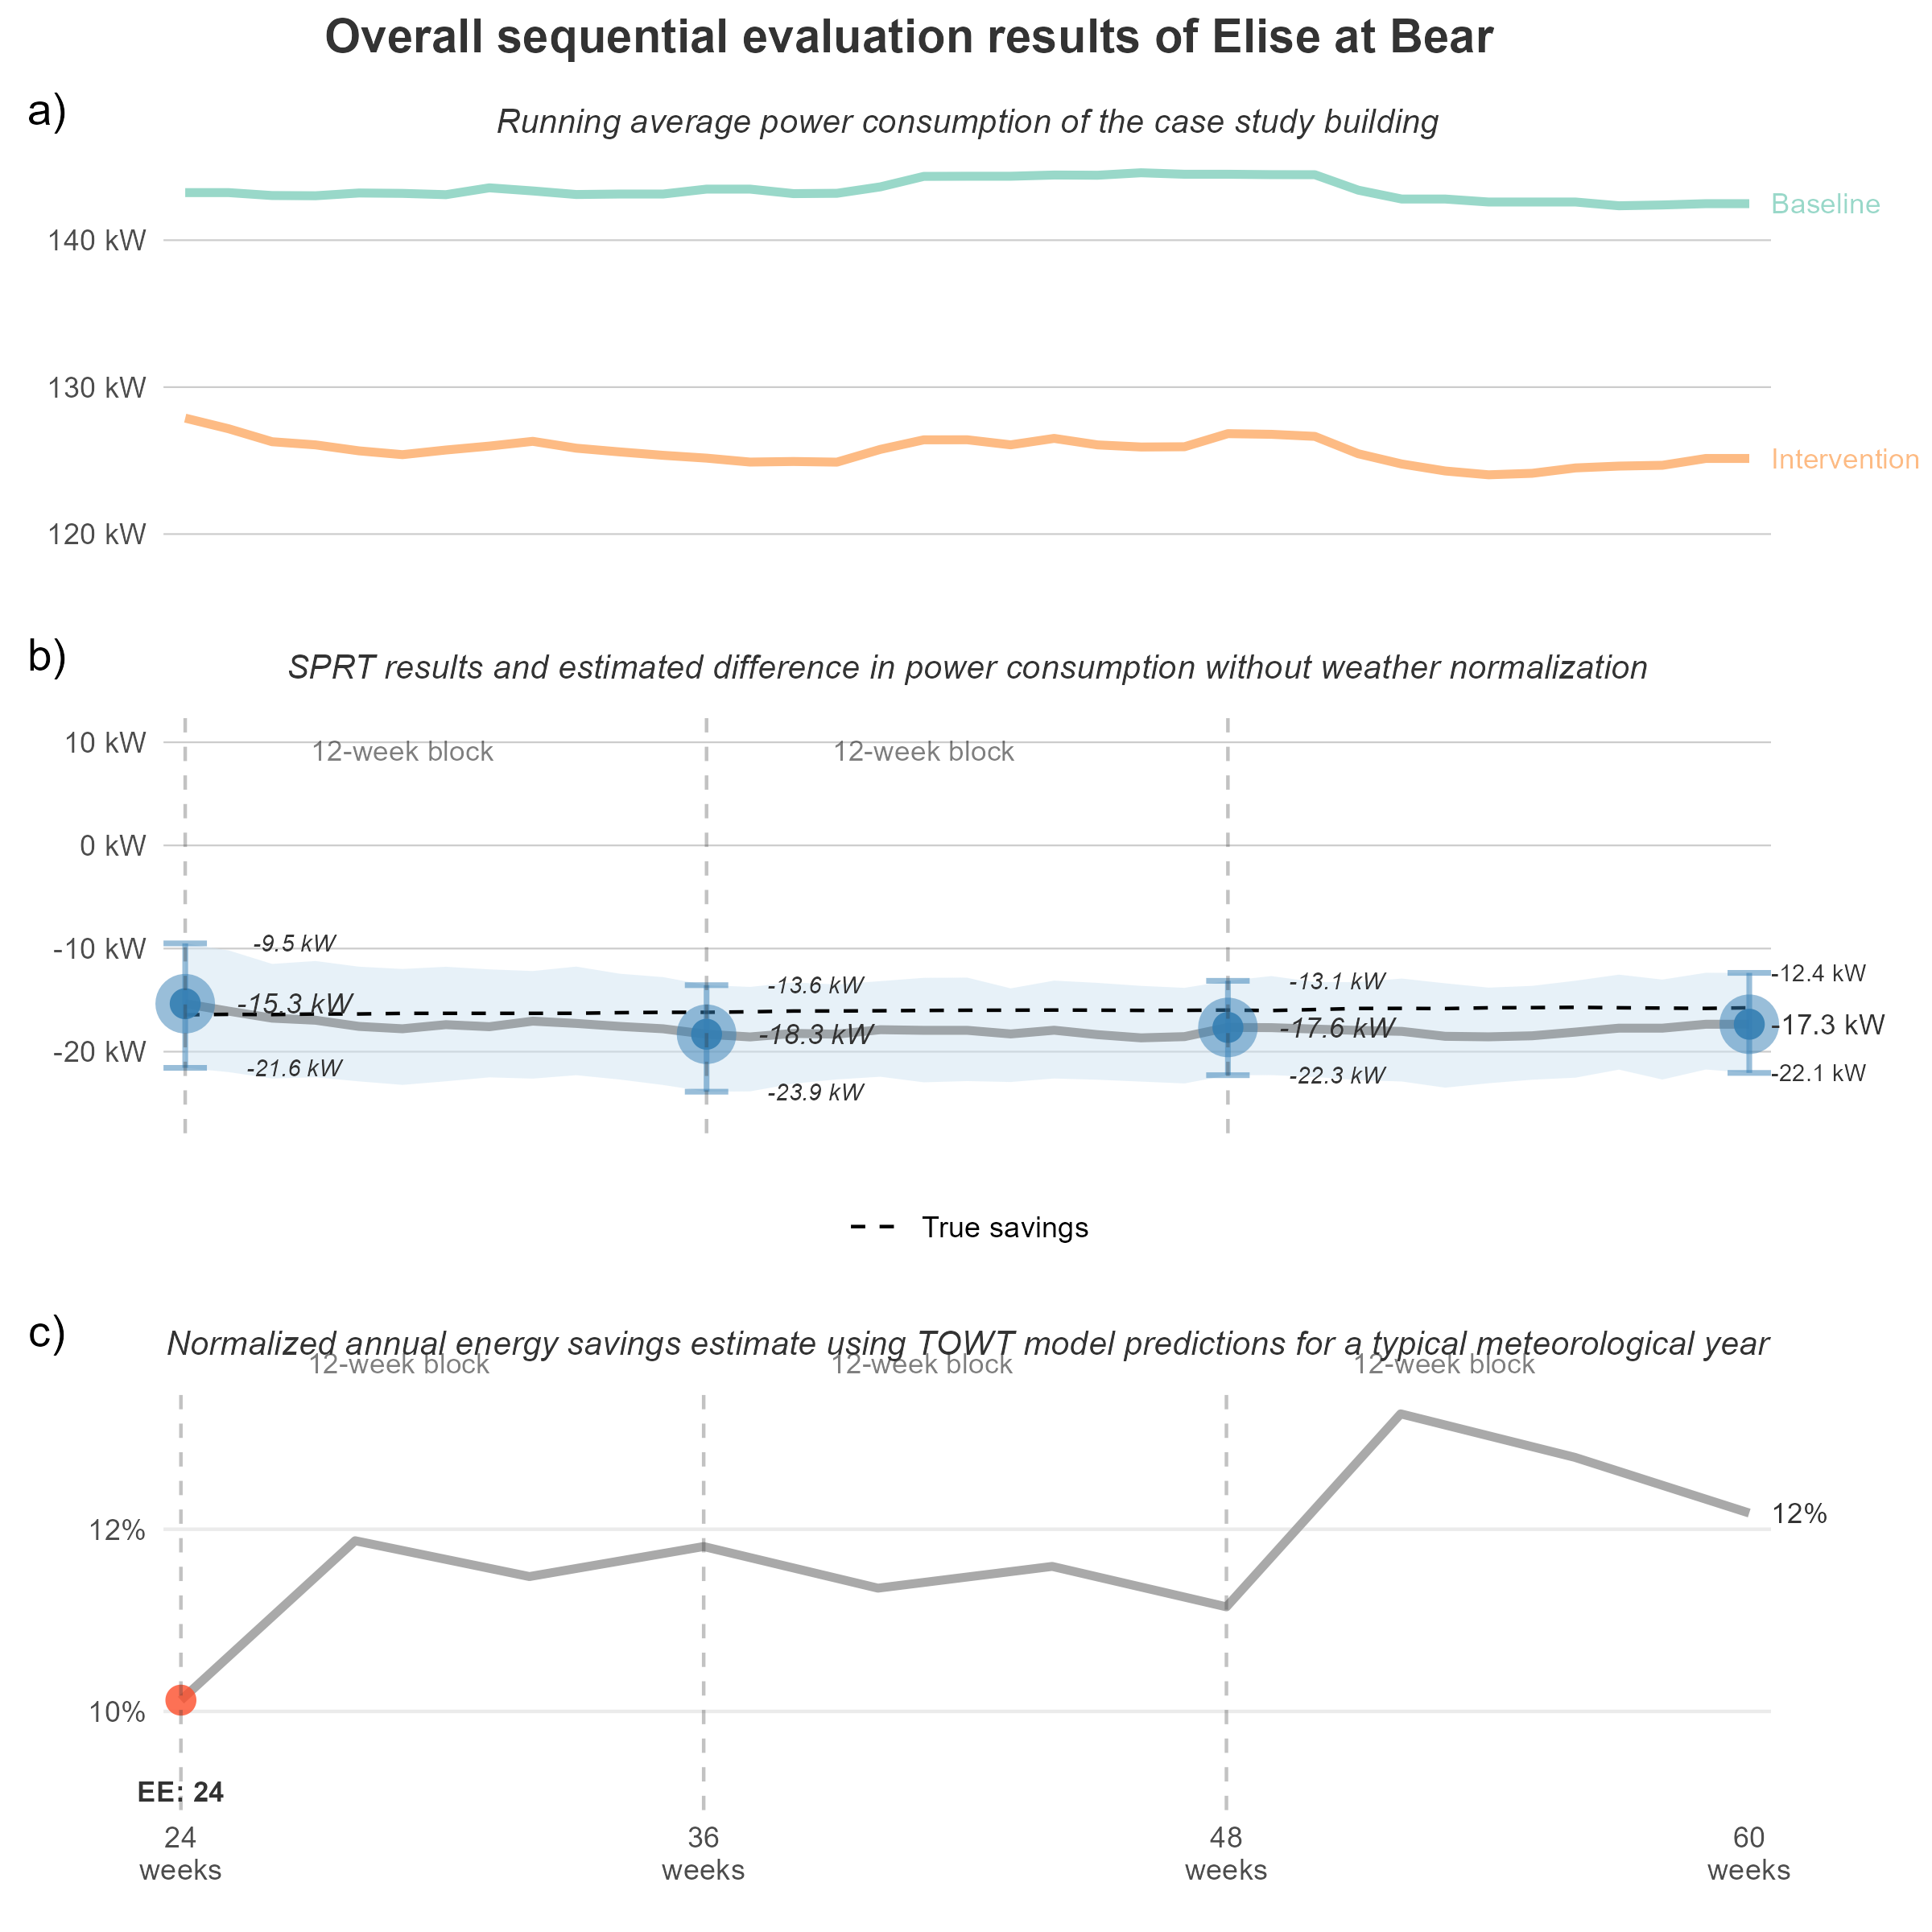 Overall sequential evaluation results of Elise at Bear
a)
Running average power consumption of the case study building
Baseline
140 kW
130 kW
Intervention
120 kW
b)
SPRT results and estimated difference in power consumption without weather normalization
10 kW
12-week block
12-week block
0 kW
-10 kW
-9.5 kW
-13.6 kW
-13.1 kW
-12.4 kW
-15.3 kW
-18.3 kW
-17.6 kW
-17.3 kW
-20 kW
-21.6 kW
-23.9 kW
-22.3 kW
-22.1 kW
True savings
c)
Normalized annual energy savings estimate using TOWT model predictions for a typical meteorological year
12-week block
12-week block
12-week block
12%
12%
10%
EE: 24
24
weeks
36
weeks
48
weeks
60
weeks